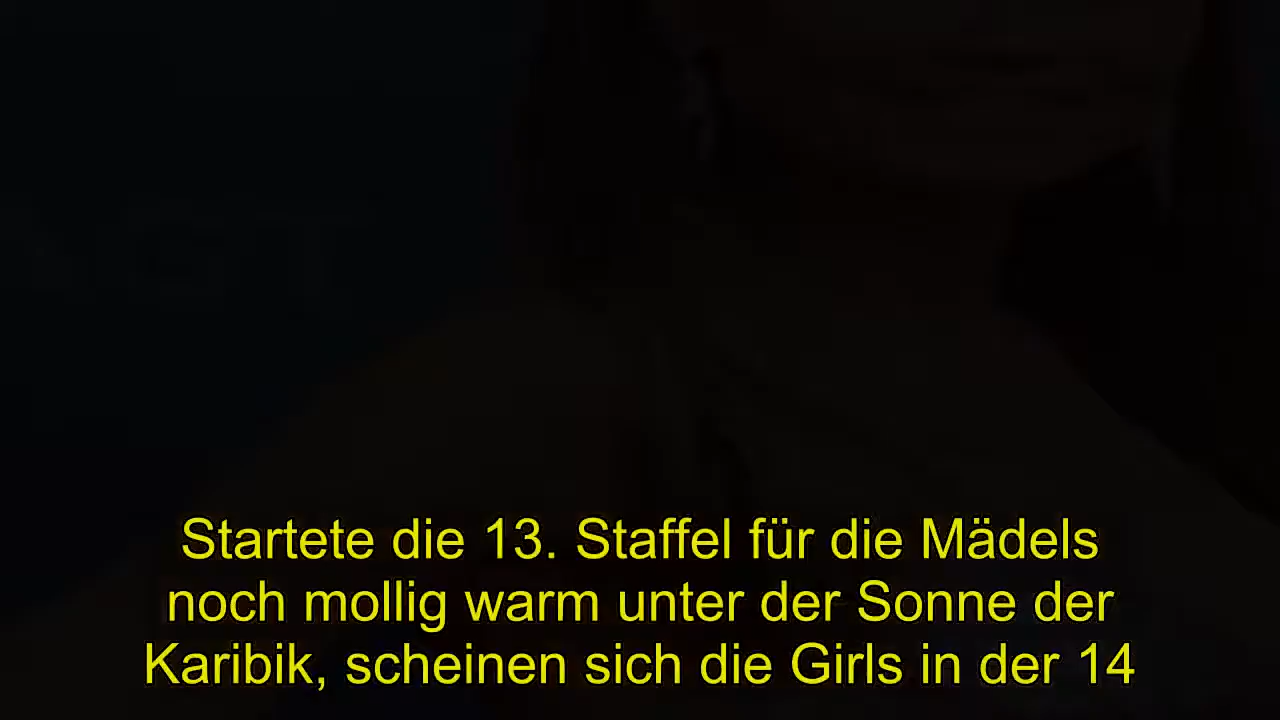 Startete die 13. Staffel für die Mädels
noch mollig warm unter der Sonne der
Karibik, scheinen sich die Girls in der 14